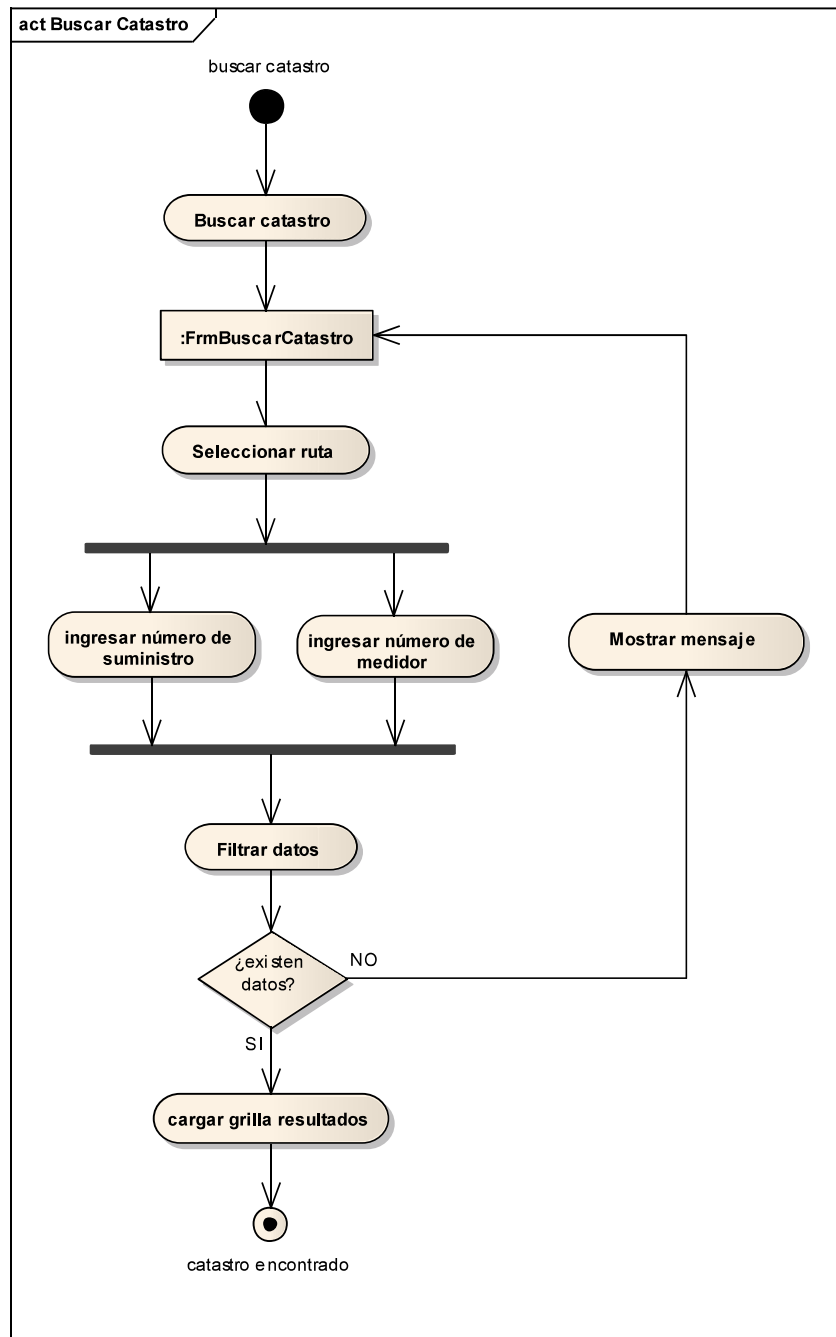 act Buscar Catastro
buscar catastro
Buscar catastro
:FrmBuscarCatastro
Seleccionar ruta
ingresar número de
suministro
ingresar número de
medidor
Mostrar mensaje
Filtrar datos
¿existen
datos?
NO
SI
cargar grilla resultados
catastro encontrado